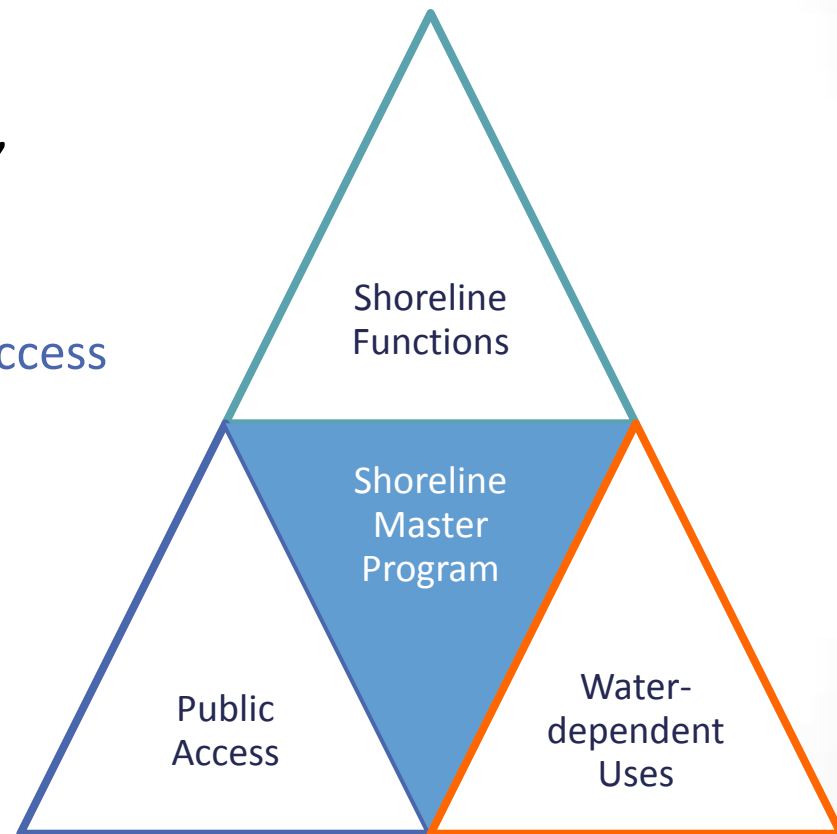 ,
ccess
Shoreline
Functions
Shoreline
Master
Program
Public
Access
Water-
dependent
Uses